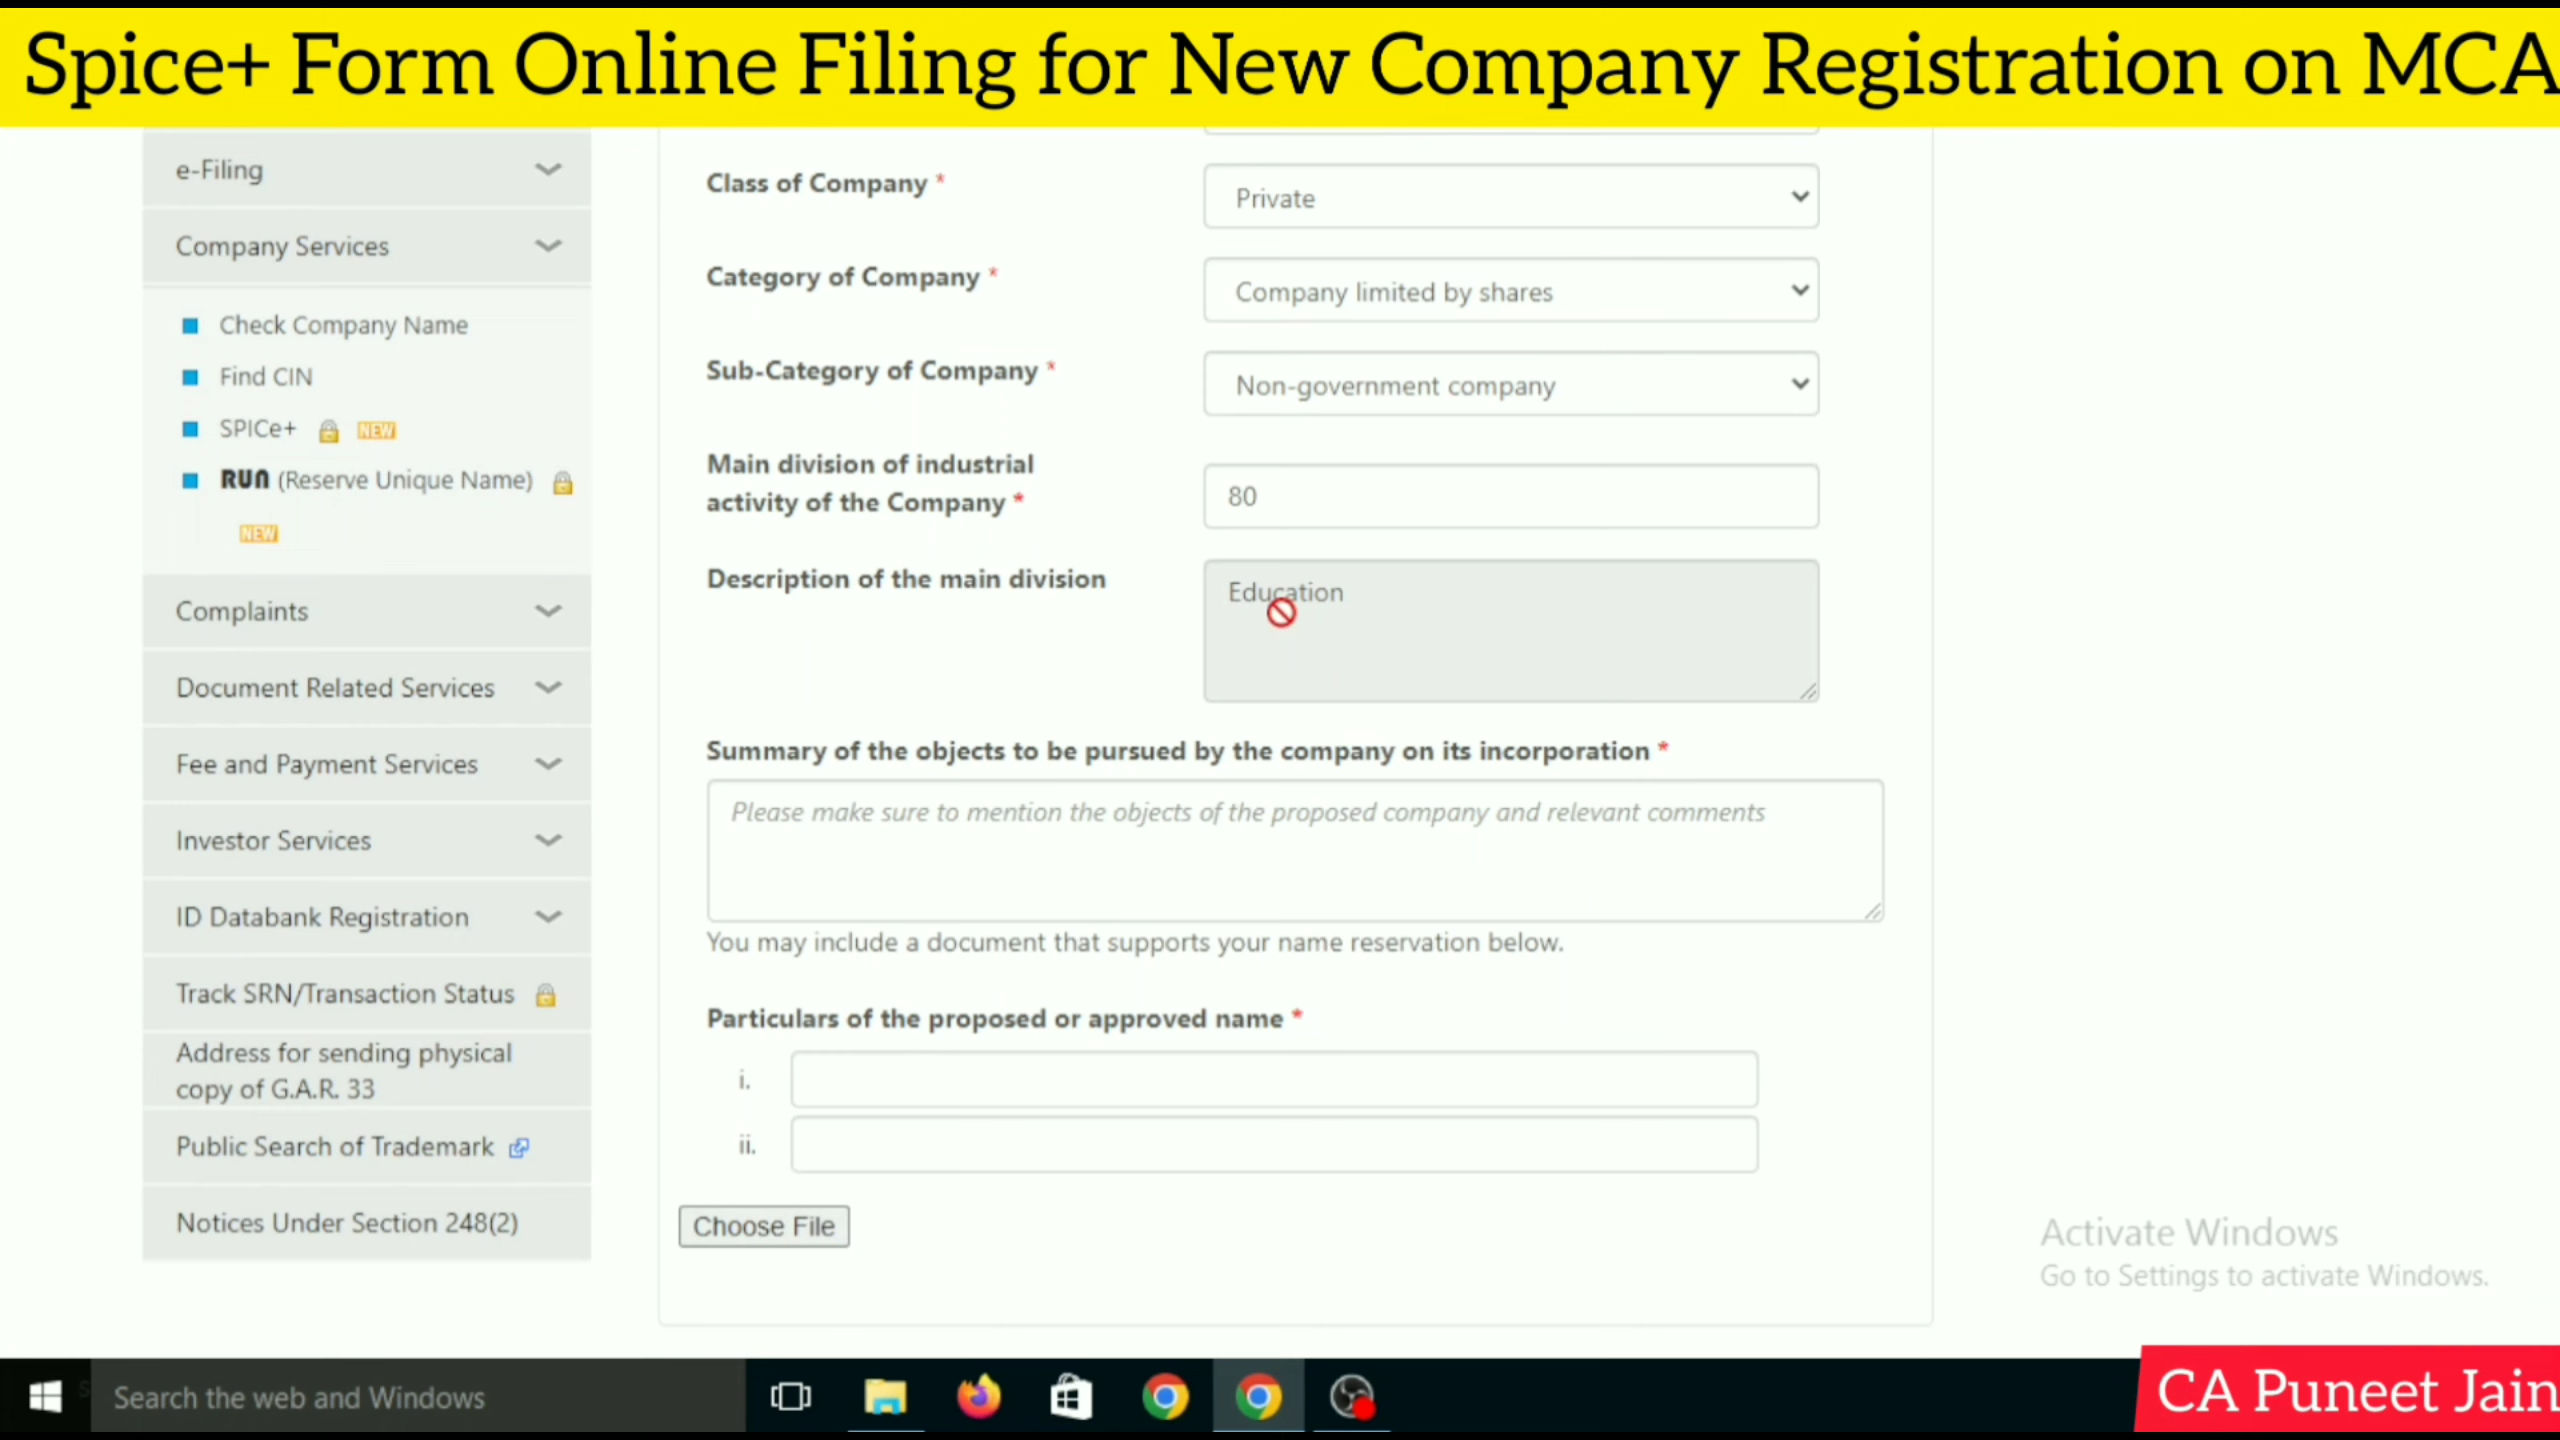 Spice+ Form Online Filing for New Company Registration on MCA
e-Filing
Company Services
Check Company Name
Find CIN
SPICe+ NEW
RUN (Reserve Unique Name)
NEW
Complaints
Document Related Services
Fee and Payment Services
Investor Services
ID Databank Registration
Track SRN/Transaction Status
Address for sending physical
copy of G.A.R. 33
Public Search of Trademark
Notices Under Section 248(2)
Class of Company *
Private
Category of Company *
Company limited by shares
Sub-Category of Company *
Non-government company
Main division of industrial
activity of the Company *
80
Description of the main division
Education
Summary of the objects to be pursued by the company on its incorporation *
Please make sure to mention the objects of the proposed company and relevant comments
You may include a document that supports your name reservation below.
Particulars of the proposed or approved name *
i.
ii.
Choose File
Activate Windows
Go to Settings to activate Windows.
Search the web and Windows
CA Puneet Jain